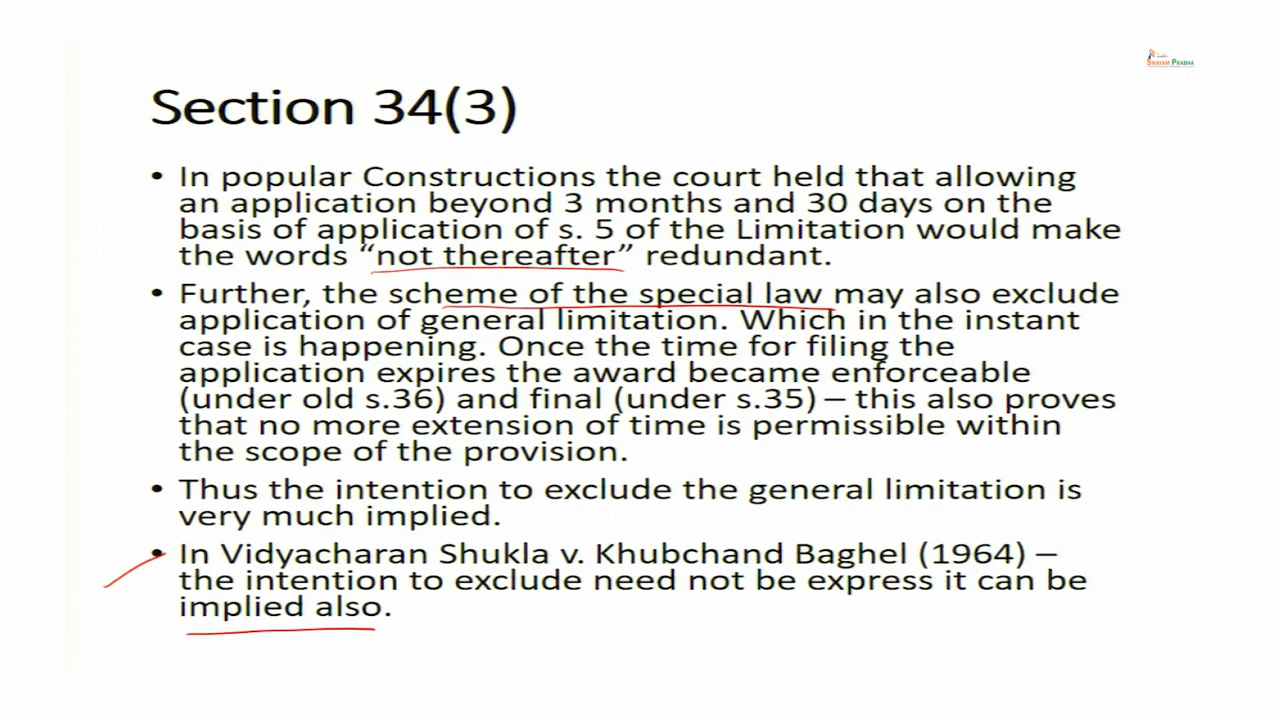 SWAYAM PRABHA
Section 34(3)
• In popular Constructions the court held that allowing
an application beyond 3 months and 30 days on the
basis of application of s. 5 of the Limitation would make
the words “not thereafter” redundant.
• Further, the scheme of the special law may also exclude
application of general limitation. Which in the instant
case is happening. Once the time for filing the
application expires the award became enforceable
(under old s.36) and final (under s.35) – this also proves
that no more extension of time is permissible within
the scope of the provision.
• Thus the intention to exclude the general limitation is
very much implied.
• In Vidyacharan Shukla v. Khubchand Baghel (1964) –
the intention to exclude need not be express it can be
implied also.